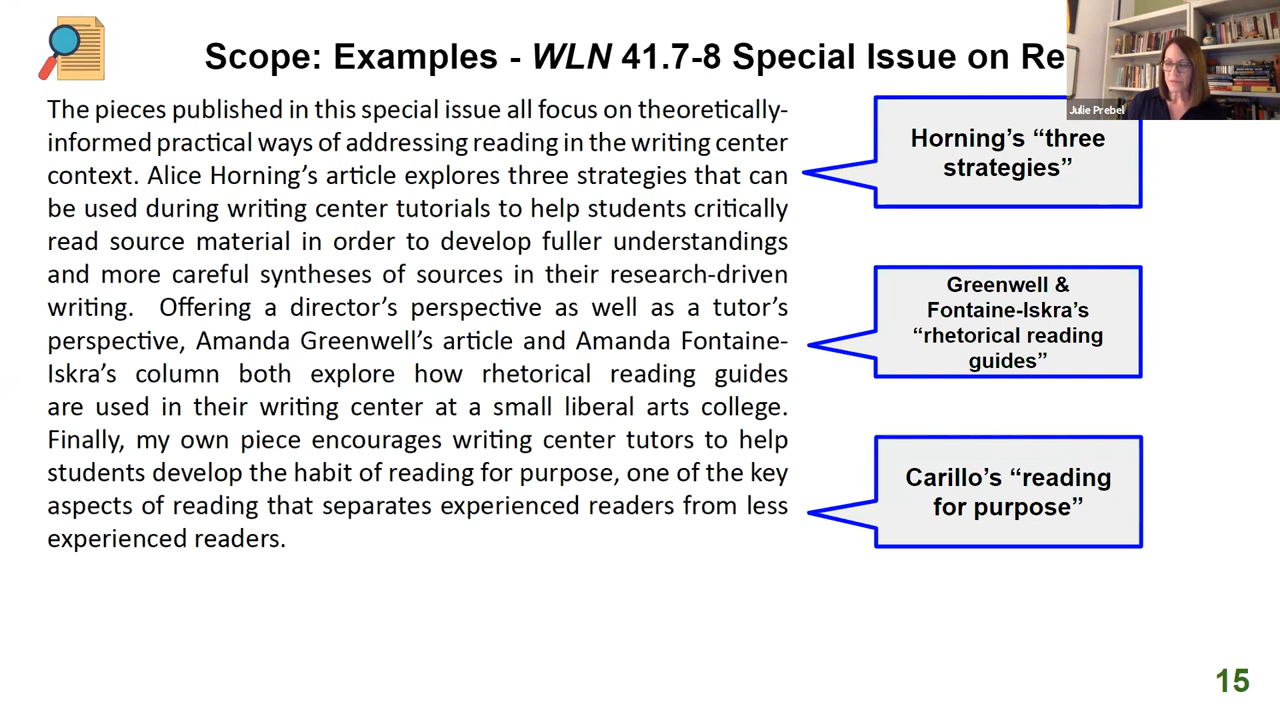 Scope: Examples - WLN 41.7-8 Special Issue on Re
Julie Prebel
The pieces published in this special issue all focus on theoretically-
informed practical ways of addressing reading in the writing center
context. Alice Horning’s article explores three strategies that can
be used during writing center tutorials to help students critically
read source material in order to develop fuller understandings
and more careful syntheses of sources in their research-driven
writing. Offering a director’s perspective as well as a tutor’s
perspective, Amanda Greenwell’s article and Amanda Fontaine-
Iskra’s column both explore how rhetorical reading guides
are used in their writing center at a small liberal arts college.
Finally, my own piece encourages writing center tutors to help
students develop the habit of reading for purpose, one of the key
aspects of reading that separates experienced readers from less
experienced readers.
Horning’s “three
strategies”
Greenwell &
Fontaine-Iskra’s
“rhetorical reading
guides”
Carillo’s “reading
for purpose”
15